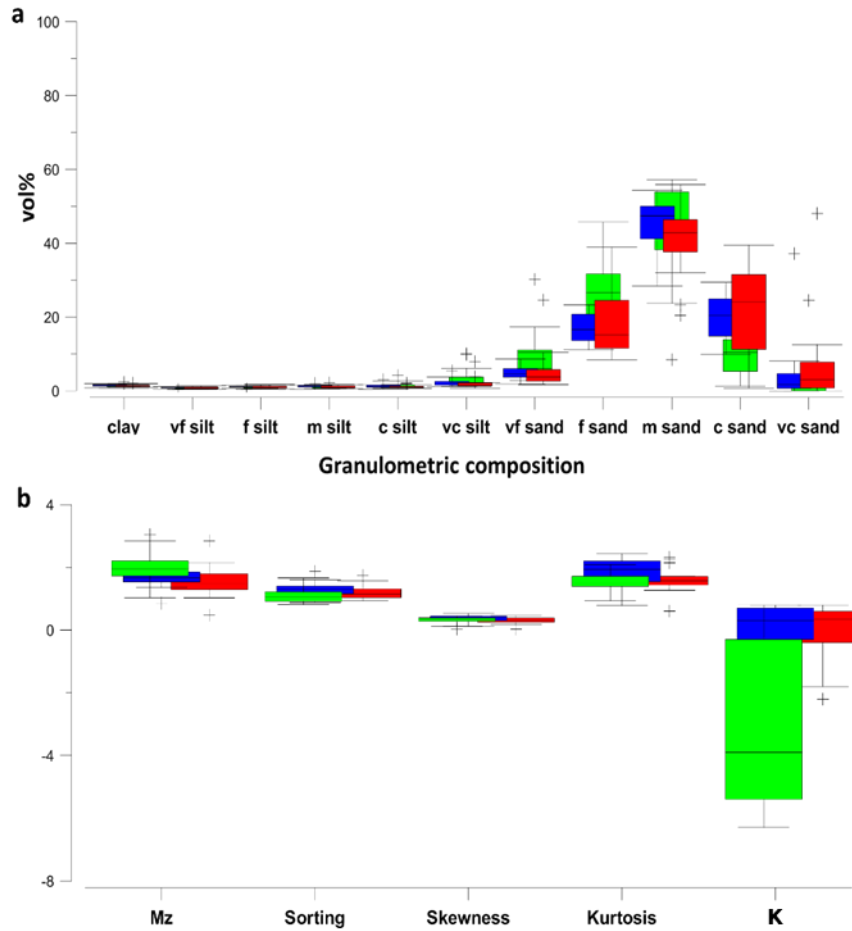 a
100
80
60
40
20
0
vol%
clay vf silt f silt m silt c silt vc silt vf sand f sand m sand c sand vc sand
Granulometric composition
b
4
0
-4
-8
Mz Sorting Skewness Kurtosis K